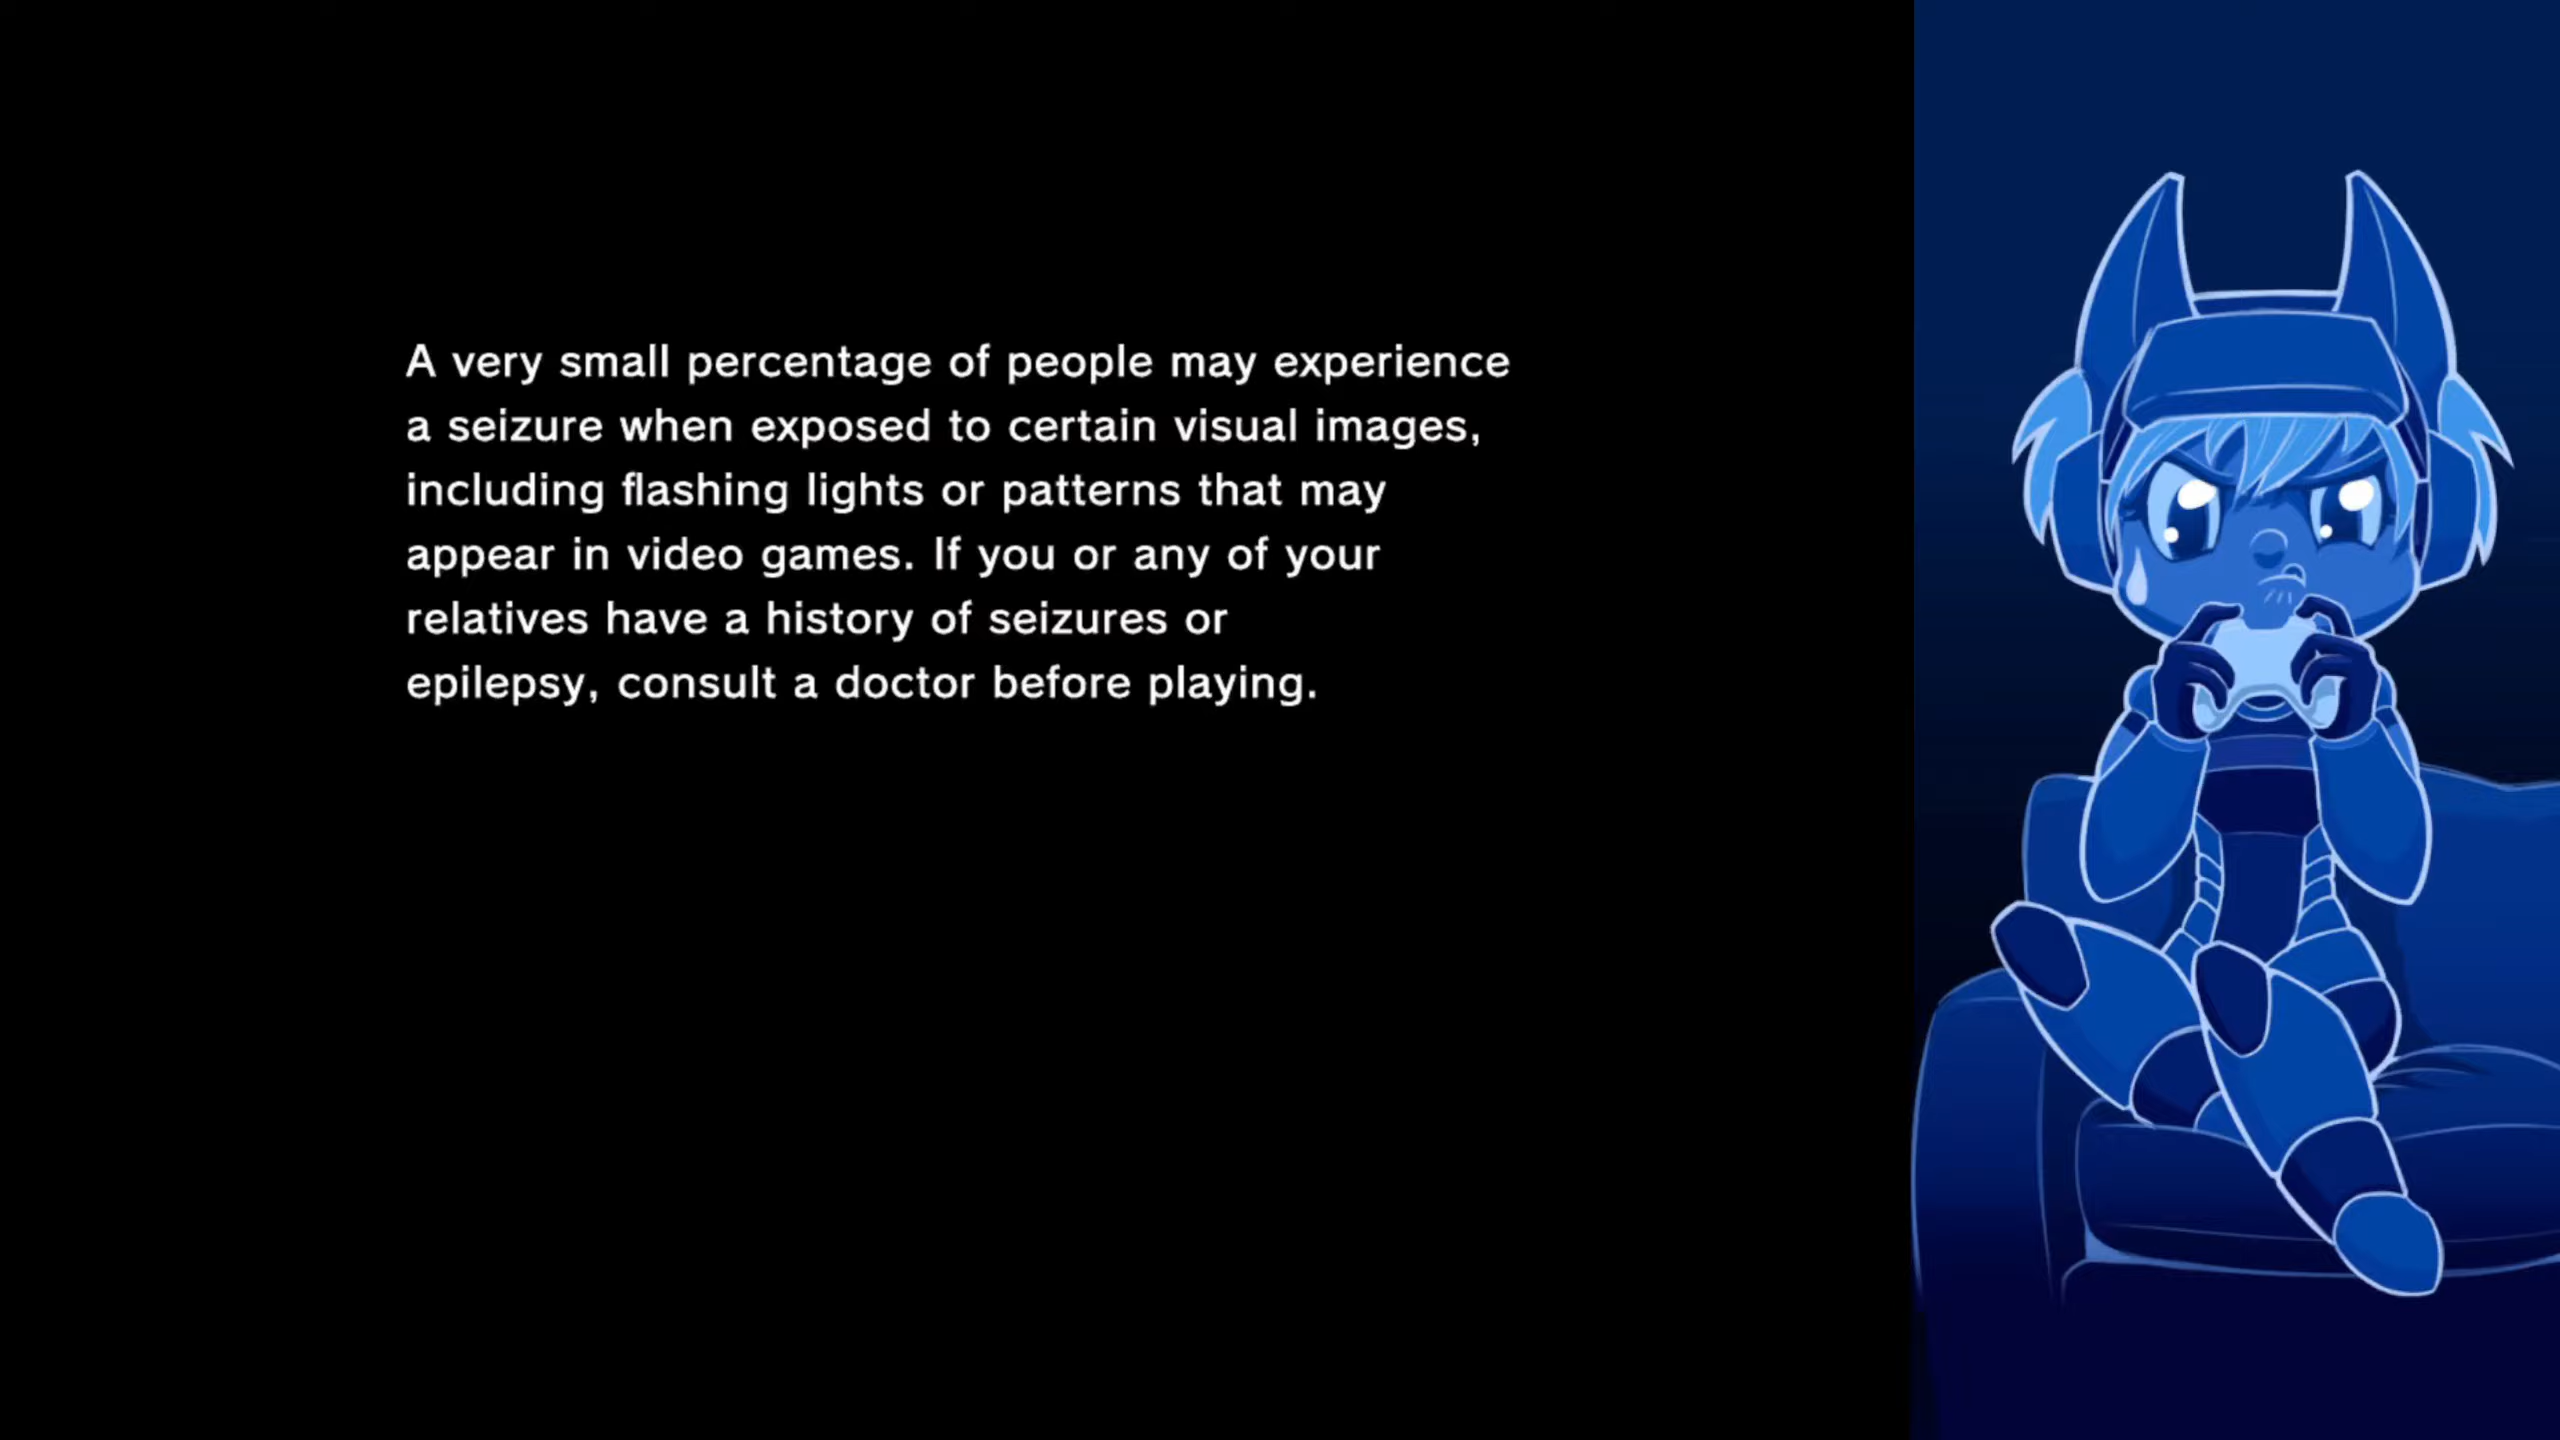 A very small percentage of people may experience
a seizure when exposed to certain visual images,
including flashing lights or patterns that may
appear in video games. If you or any of your
relatives have a history of seizures or
epilepsy, consult a doctor before playing.